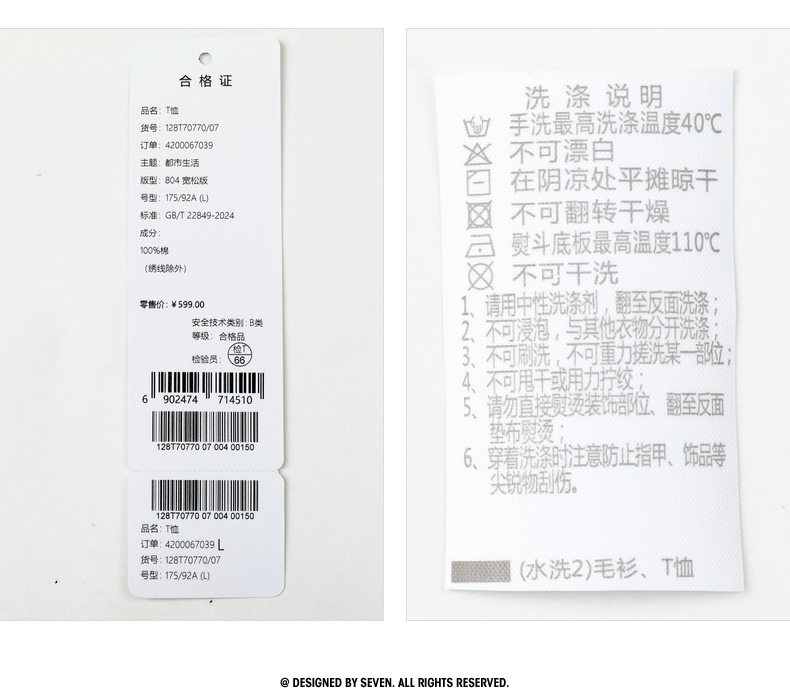 合格证
品名：T恤
货号：128T70770/07
订单：4200067039
主题：都市生活
版型：804 宽松版
号型：175/92A (L)
标准：GB/T 22849-2024
成分：
100%棉
（绣线除外）
零售价：¥599.00
安全技术类别：B类
等级：合格品
检验员：
检1
66
6 902474 714510
128T70770 07 004 00150
128T70770 07 004 00150
品名：T恤
订单：4200067039 L
货号：128T70770/07
号型：175/92A (L)
洗涤说明
手洗最高洗涤温度40℃
不可漂白
在阴凉处平摊晾干
不可翻转干燥
熨斗底板最高温度110℃
不可干洗
1、请用中性洗涤剂，翻至反面洗涤；
2、不可浸泡，与其他衣物分开洗涤；
3、不可刷洗，不可重力搓洗某一部位；
4、不可甩干或用力拧绞；
5、请勿直接熨烫装饰部位、翻至反面
垫布熨烫；
6、穿着洗涤时注意防止指甲、饰品等
尖锐物刮伤。
(水洗2)毛衫、T恤
@ DESIGNED BY SEVEN. ALL RIGHTS RESERVED.